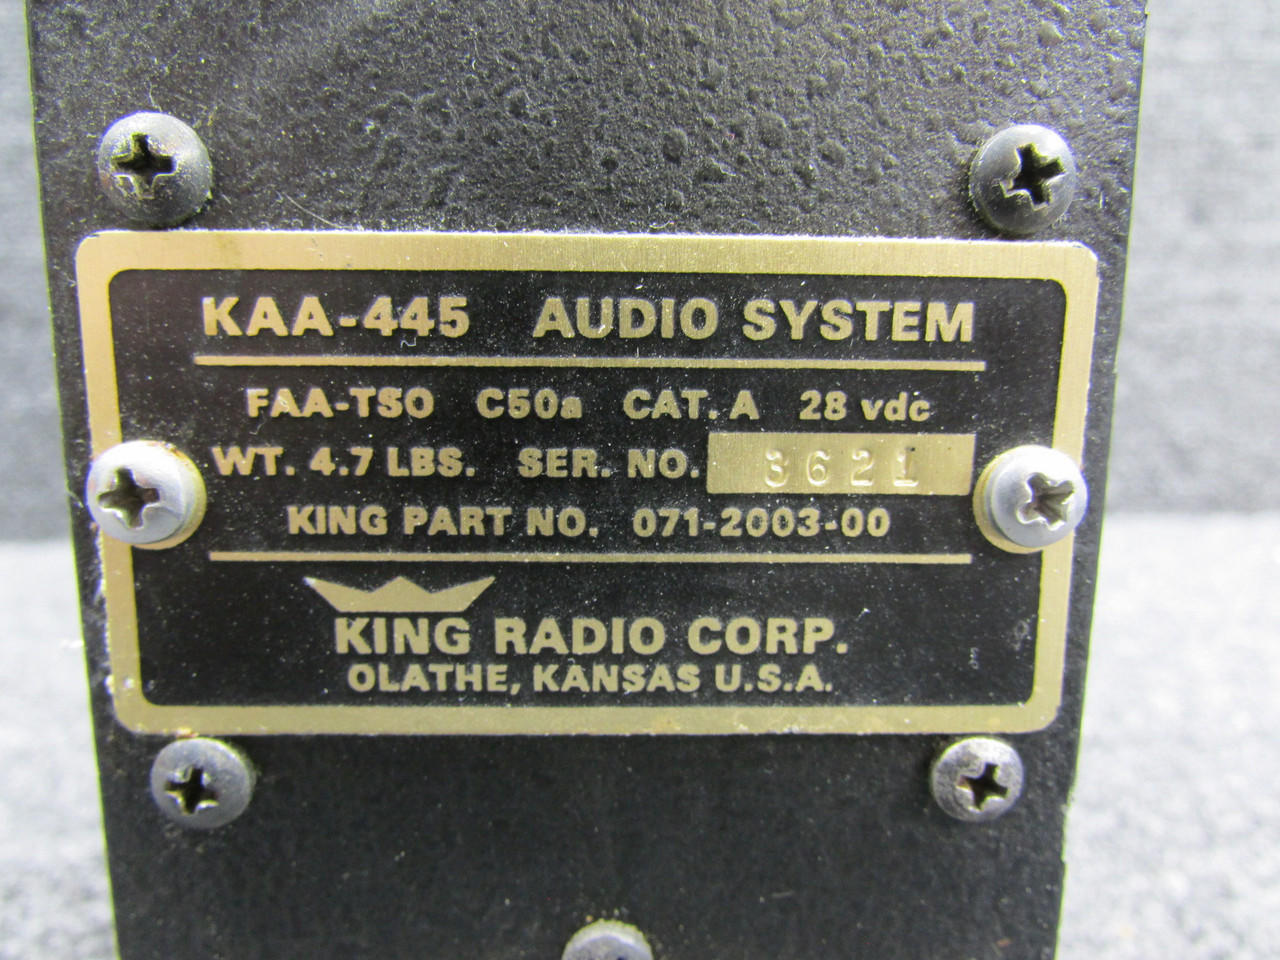 KAA-445 AUDIO SYSTEM
FAA-TSO C50a CAT. A 28 vdc
WT. 4.7 LBS. SER. NO. 3621
KING PART NO. 071-2003-00
KING RADIO CORP.
OLATHE, KANSAS U.S.A.